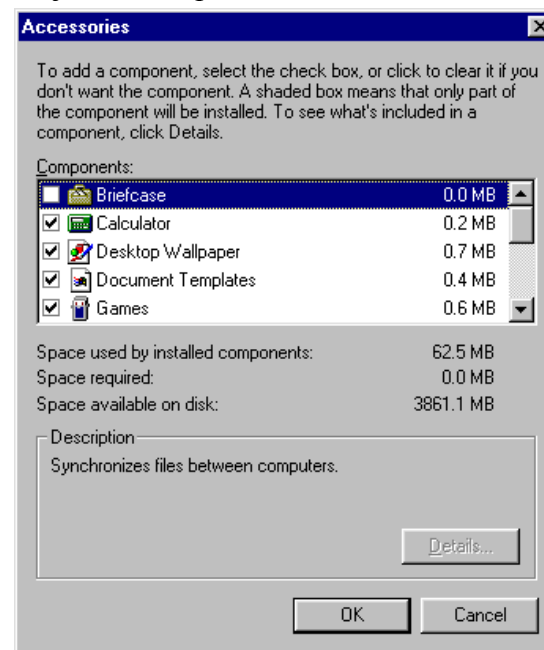 Accessories
To add a component, select the check box, or click to clear it if you
don't want the component. A shaded box means that only part of
the component will be installed. To see what's included in a
component, click Details.
Components:
Briefcase 0.0 MB
Calculator 0.2 MB
Desktop Wallpaper 0.7 MB
Document Templates 0.4 MB
Games 0.6 MB
Space used by installed components: 62.5 MB
Space required: 0.0 MB
Space available on disk: 3861.1 MB
Description
Synchronizes files between computers.
Details...
OK Cancel